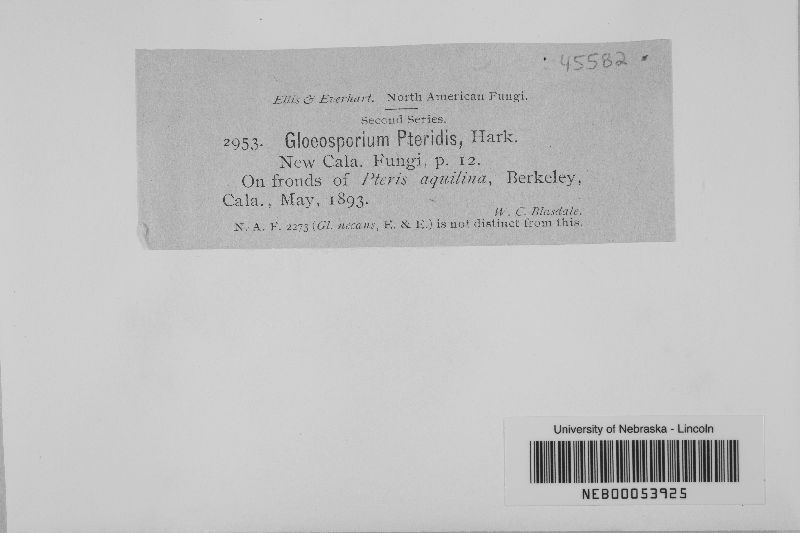 45582
Ellis & Everhart. North American Fungi.
Second Series.
2953. Gloeosporium Pteridis, Hark.
New Cala. Fungi, p. 12.
On fronds of Pteris aquilina, Berkeley,
Cala., May, 1893.
W. C. Blasdale.
N. A. F. 2273 (Gl. necans, E. & E.) is not distinct from this.
University of Nebraska - Lincoln
NEB00053925